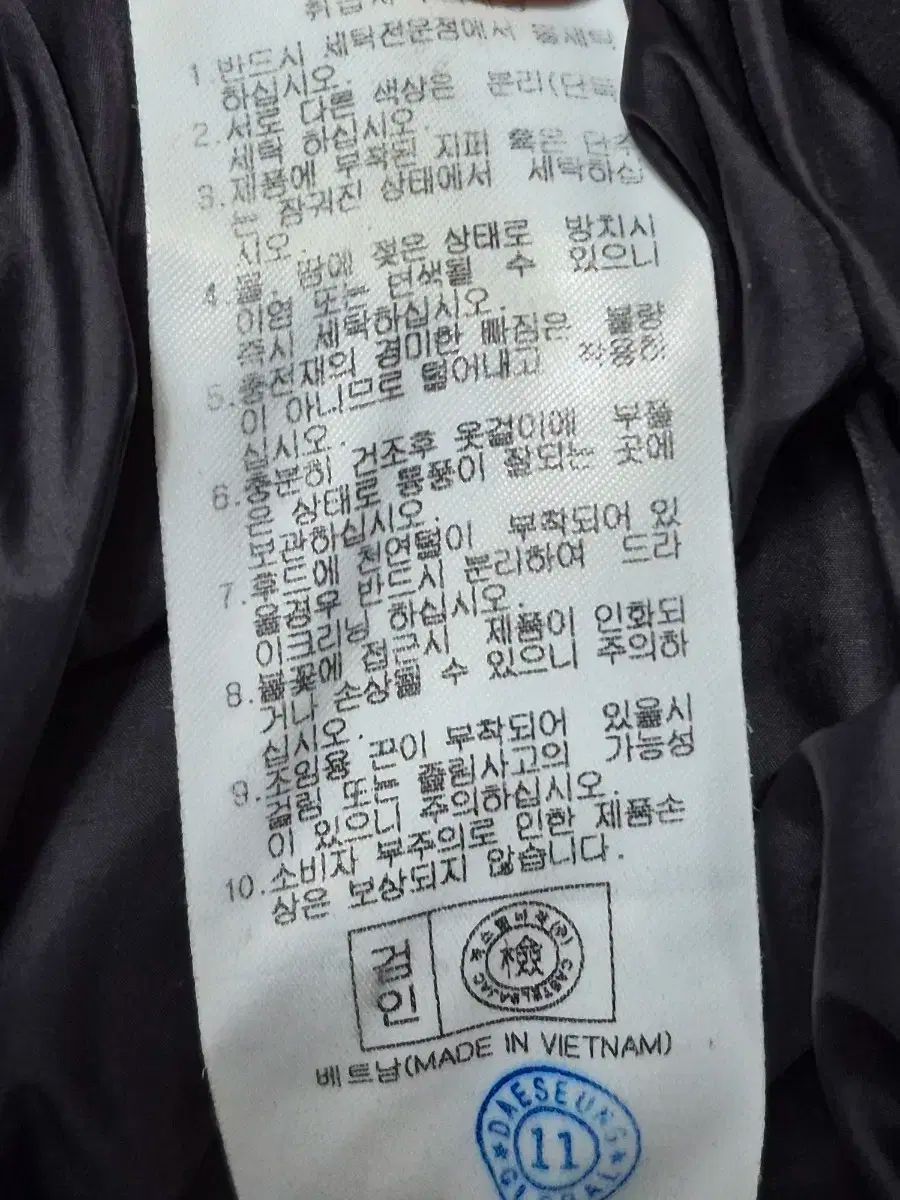 취급시
1. 반드시 세탁전문점에서 물세탁
하십시오.
2. 서로 다른 색상은 분리(단독
세탁 하십시오.
3. 제품에 부착된 지퍼 혹은 단추
는 잠궈진 상태에서 세탁하십
시오.
4. 물. 땀에 젖은 상태로 방치시
이염 또는 변색될 수 있으니
즉시 세탁하십시오.
5. 충전재의 경미한 빠짐은 불량
이 아니므로 털어내고 착용하
십시오.
6. 충분히 건조후 옷걸이에
은 상태로 통풍이 잘되는 곳에
보관하십시오.
7. 후드에 천연털이 부착되어 있
을경우 반드시 분리하여 드라
이크리닝 하십시오.
8. 불꽃에 접근시 제품이 인화되
거나 손상될 수 있으니 주의하
십시오.
9. 조임용 끈이 부착되어 있을시
걸림 또는 졸림사고의 가능성
이 있으니 주의하십시오.
10. 소비자 부주의로 인한 제품손
상은 보상되지 않습니다.
검인
檢
CASTELBAJAC
베트남(MADE IN VIETNAM)
DAESEUNG
11
GLOBAL